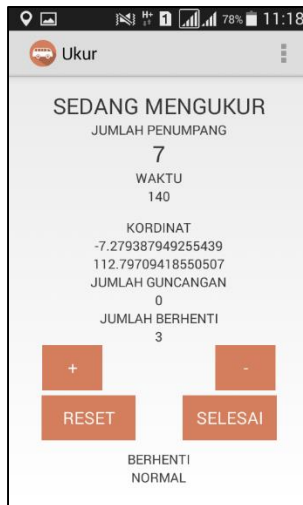 H+ 1 78% 11:18
Ukur
SEDANG MENGUKUR
JUMLAH PENUMPANG
7
WAKTU
140
KORDINAT
-7.279387949255439
112.79709418550507
JUMLAH GUNCANGAN
0
JUMLAH BERHENTI
3
+ -
RESET SELESAI
BERHENTI
NORMAL